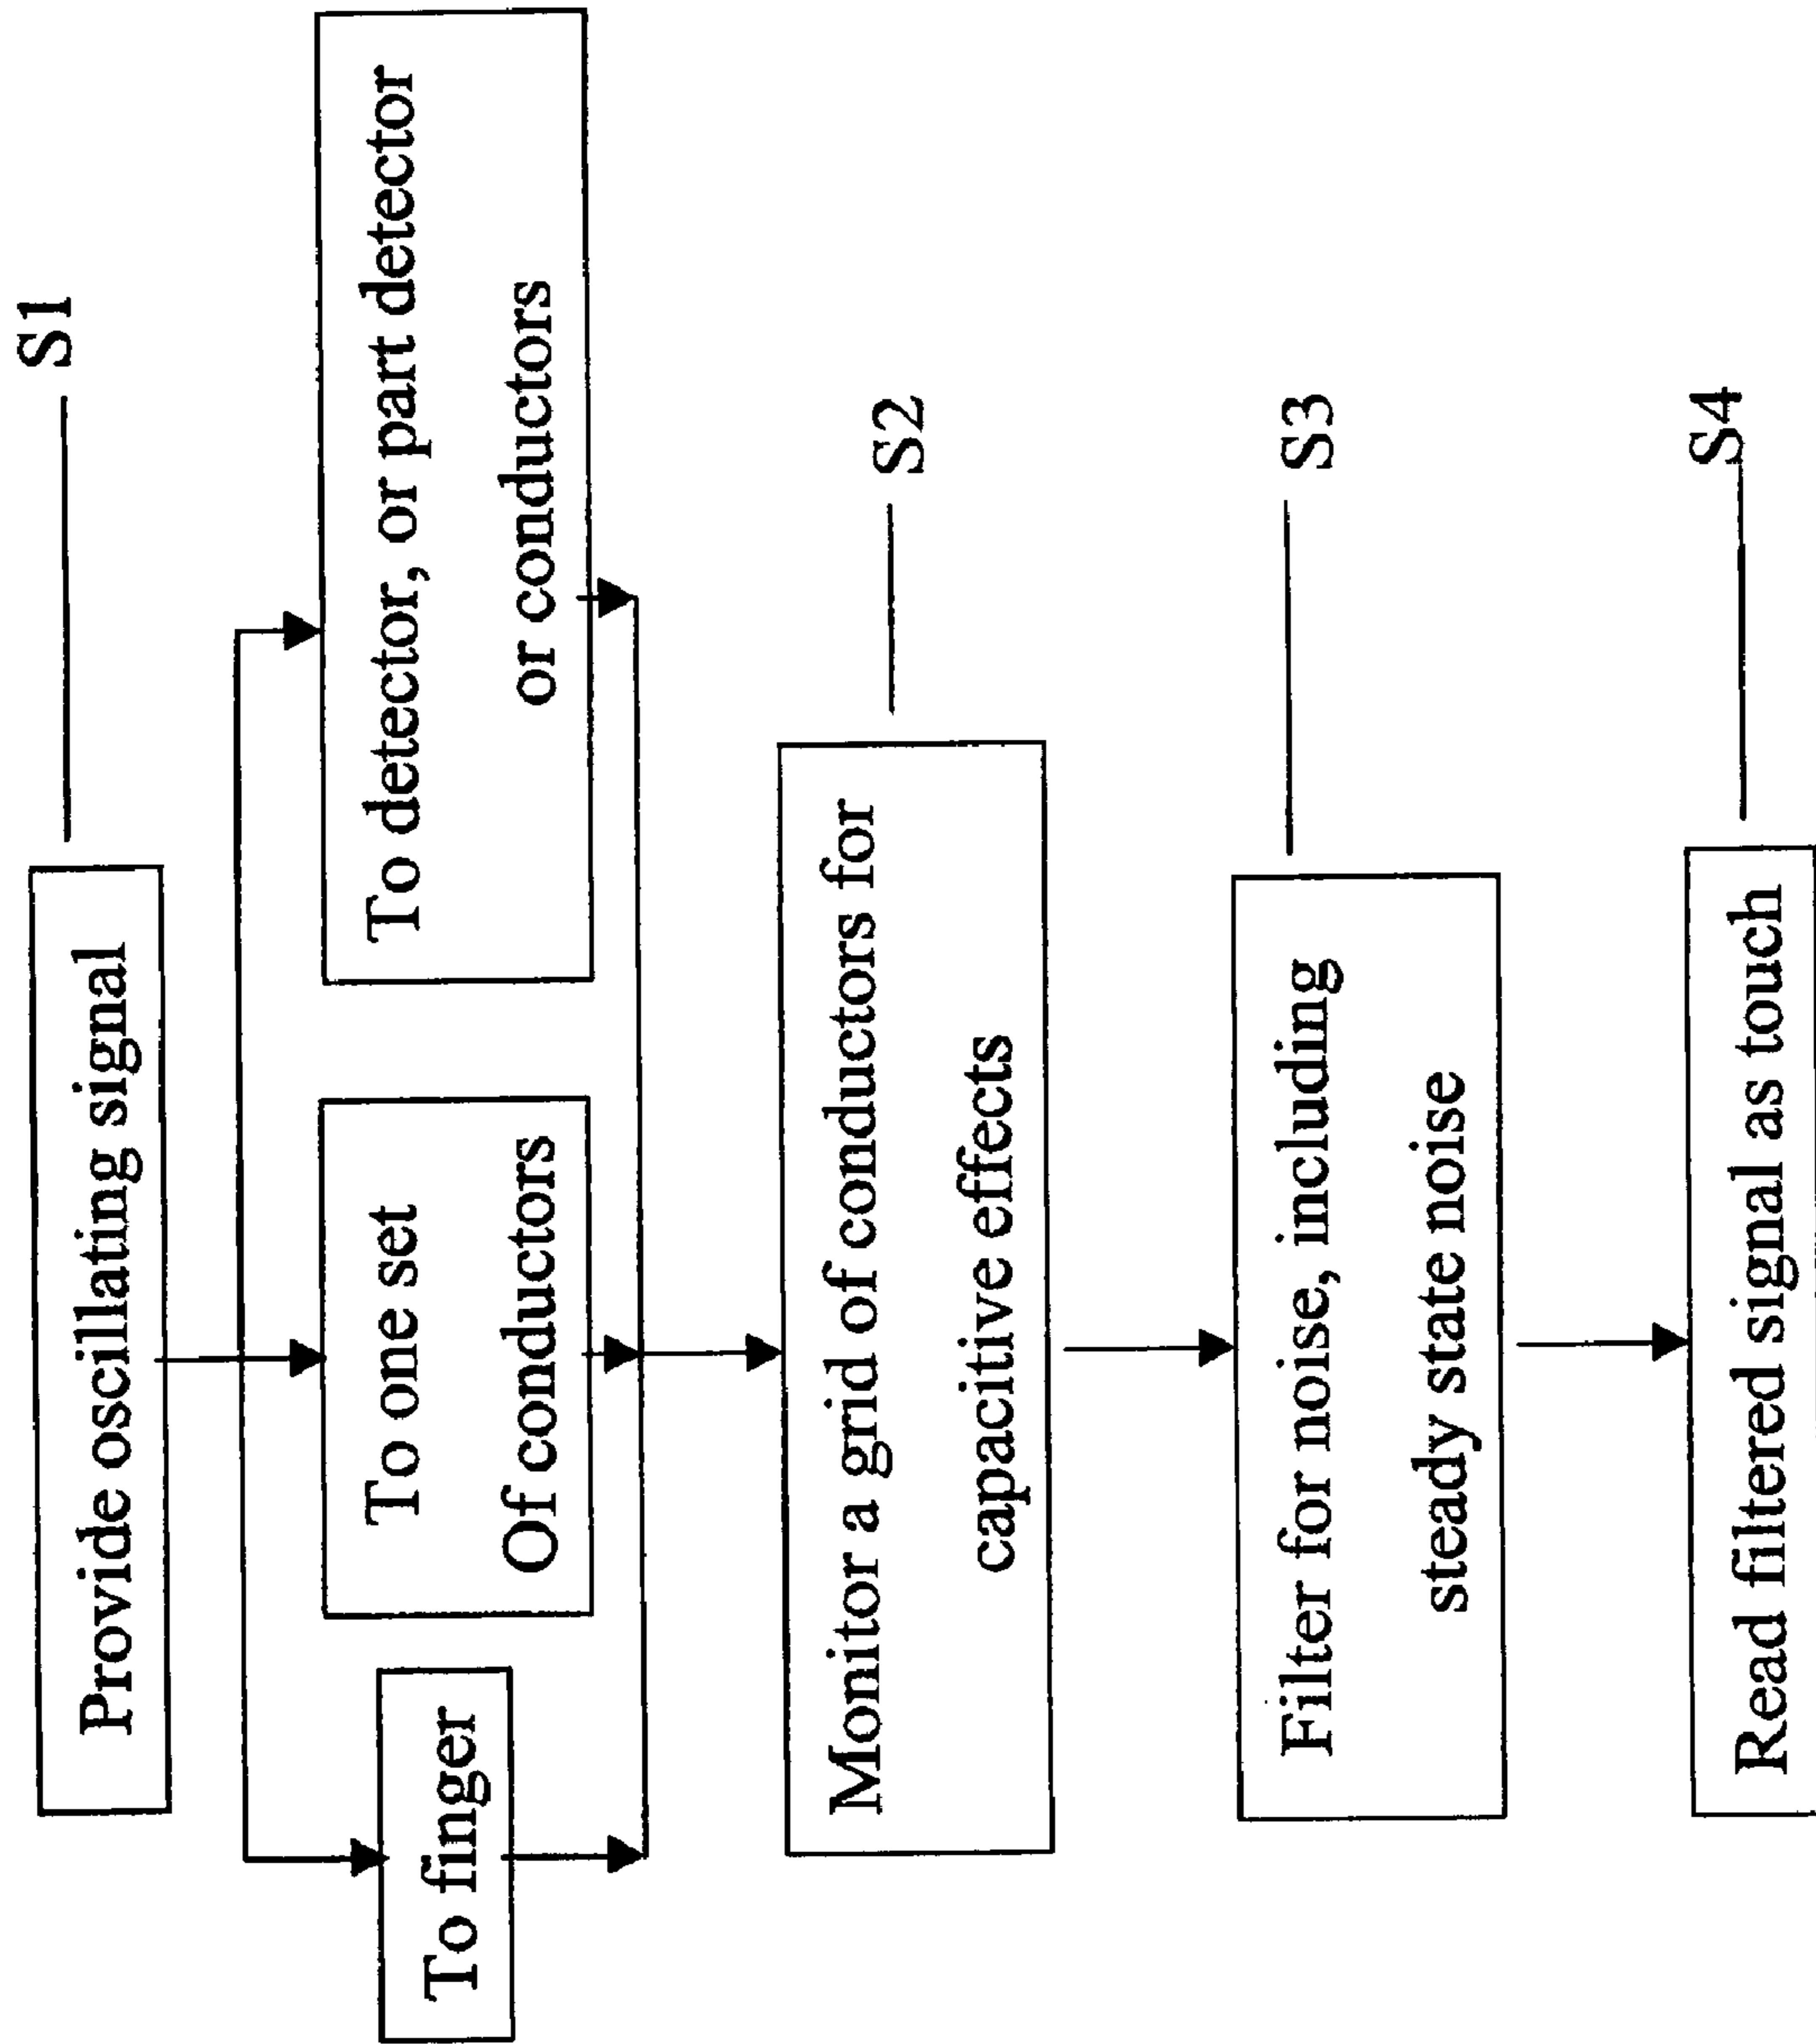 Provide oscillating signal
S1
To finger
To one set
Of conductors
To detector, or part detector
or conductors
Monitor a grid of conductors for
capacitive effects
S2
Filter for noise, including
steady state noise
S3
Read filtered signal as touch
S4